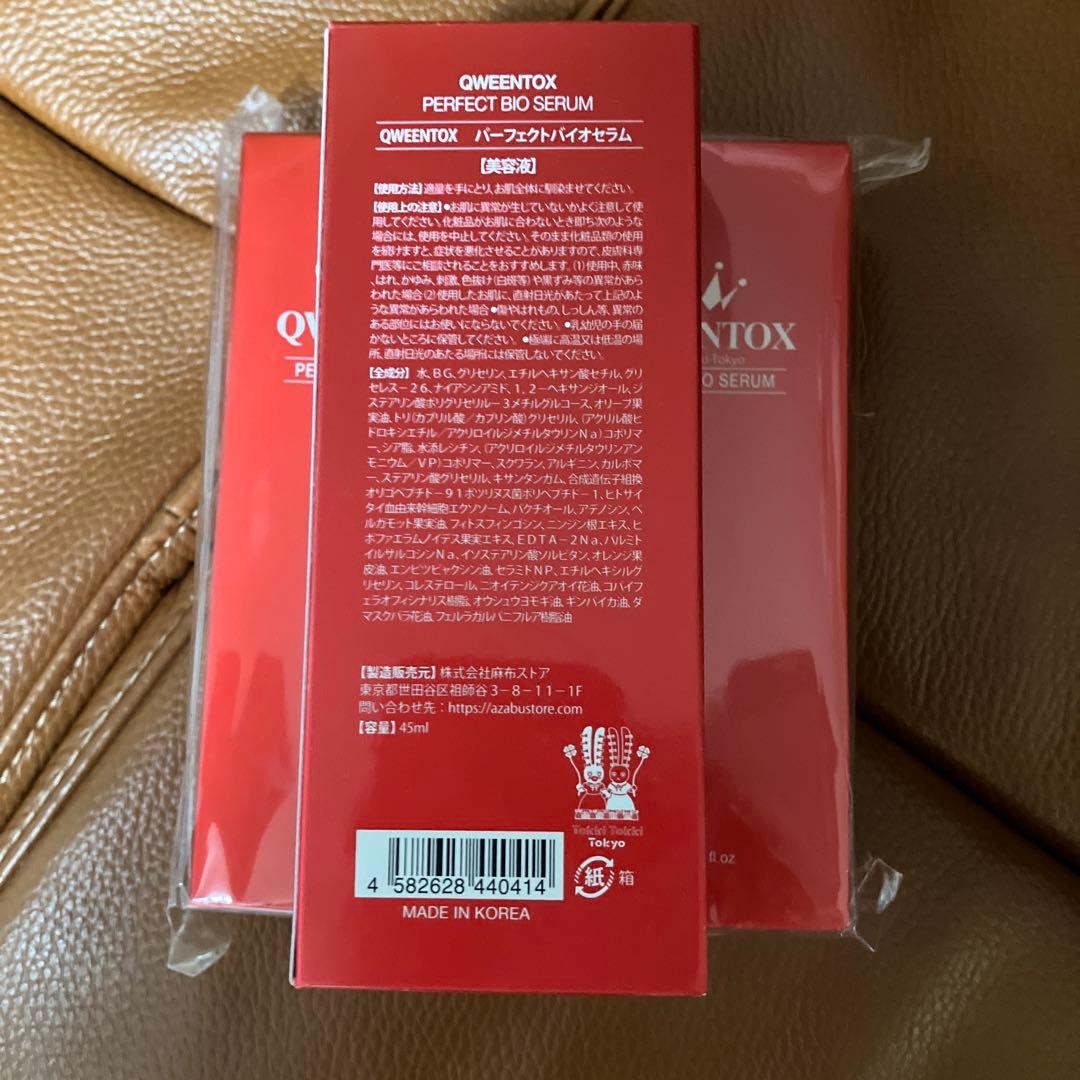 QWEENTOX
PERFECT BIO SERUM
QWEENTOX パーフェクトバイオセラム
【美容液】
【使用方法】適量を手にとり、お肌全体に馴染ませてください。
【使用上の注意】●お肌に異常が生じていないかよく注意して使
用してください。化粧品がお肌に合わないとき即ち次のような
場合には、使用を中止してください。そのまま化粧品類の使用
を続けますと、症状を悪化させることがありますので、皮膚科専
門医等にご相談されることをおすすめします。(1)使用中、赤味
、はれ、かゆみ、刺激、色抜け(白斑等)や黒ずみ等の異常があら
われた場合(2)使用したお肌に、直射日光があたって上記のよ
うな異常があらわれた場合●傷やはれもの、しっしん等、異常の
ある部位にはお使いにならないでください。●乳幼児の手の届
かないところに保管してください。●極端に高温又は低温の場
所、直射日光のあたる場所には保管しないでください。
【全成分】水、BG、グリセリン、エチルヘキサン酸セチル、グリ
セレス-26、ナイアシンアミド、1,2-ヘキサンジオール、ジ
ステアリン酸ポリグリセリル-3メチルグルコース、オリーブ果
実油、トリ(カプリル酸/カプリン酸)グリセリル、(アクリル酸ヒ
ドロキシエチル/アクリロイルジメチルタウリンNa)コポリマ
ー、シア脂、水添レシチン、(アクリロイルジメチルタウリンアン
モニウム/VP)コポリマー、スクワラン、アルギニン、カルボマ
ー、ステアリン酸グリセリル、キサンタンガム、合成遺伝子組換
オリゴペプチド-91ボツリヌス菌ポリペプチド-1、ヒトサイ
タイ血由来幹細胞エクソソーム、バクチオール、アデノシン、ベ
ルガモット果実油、フィトスフィンゴシン、ニンジン根エキス、ヒ
ポファエラムノイデス果実エキス、EDTA-2Na、パルミト
イルサルコシンNa、イソステアリン酸ソルビタン、オレンジ果
皮油、エンピツビャクシン油、セラミドNP、エチルヘキシルグ
リセリン、コレステロール、ニオイテンジクアオイ花油、コパイフ
ェラオフィシナリス樹脂、オウシュウヨモギ油、ギンバイカ油、ダ
マスクバラ花油、フェルラガルバニフルア樹脂油
【製造販売元】株式会社麻布ストア
東京都世田谷区祖師谷3-8-11-1F
問い合わせ先：https://azabustore.com
【容量】45ml
Tokki Tokki
Tokyo
紙 箱
4 582628 440414
MADE IN KOREA
QW
PE
ENTOX
ki Tokyo
O SERUM
fl.oz